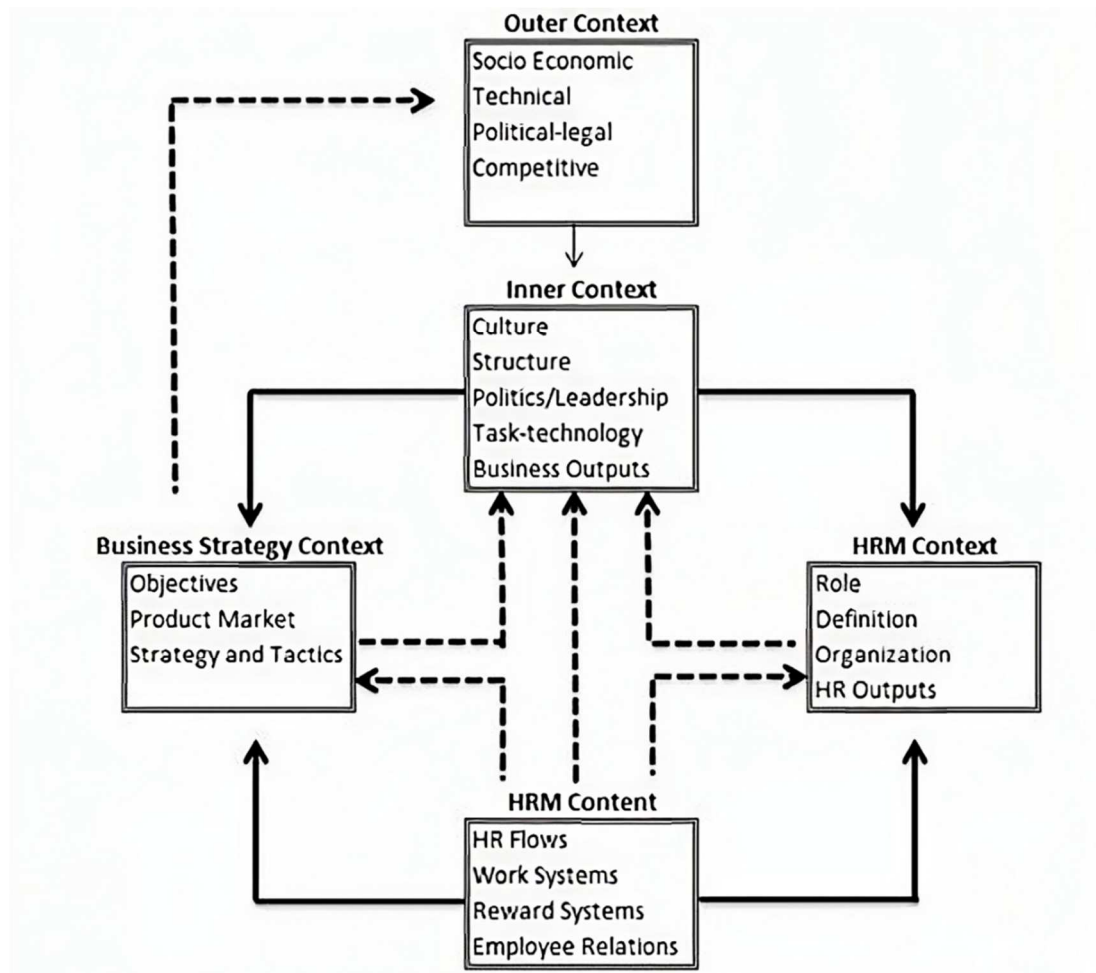 Outer Context
Socio Economic
Technical
Political-legal
Competitive
Inner Context
Culture
Structure
Politics/Leadership
Task-technology
Business Outputs
Business Strategy Context
Objectives
Product Market
Strategy and Tactics
HRM Context
Role
Definition
Organization
HR Outputs
HRM Content
HR Flows
Work Systems
Reward Systems
Employee Relations